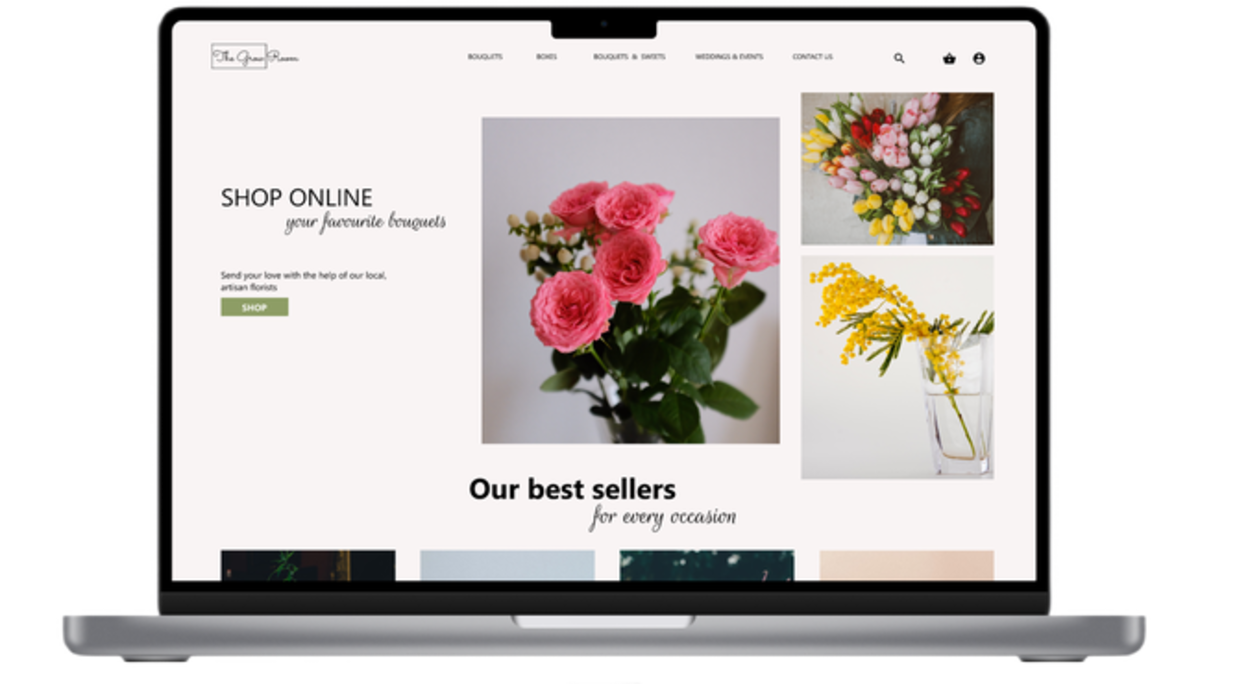 The Grow Room
BOUQUETS
BOXES
BOUQUETS & SWEETS
WEDDINGS & EVENTS
CONTACT US
SHOP ONLINE
your favourite bouquets
Send your love with the help of our local,
artisan florists
SHOP
Our best sellers
for every occasion